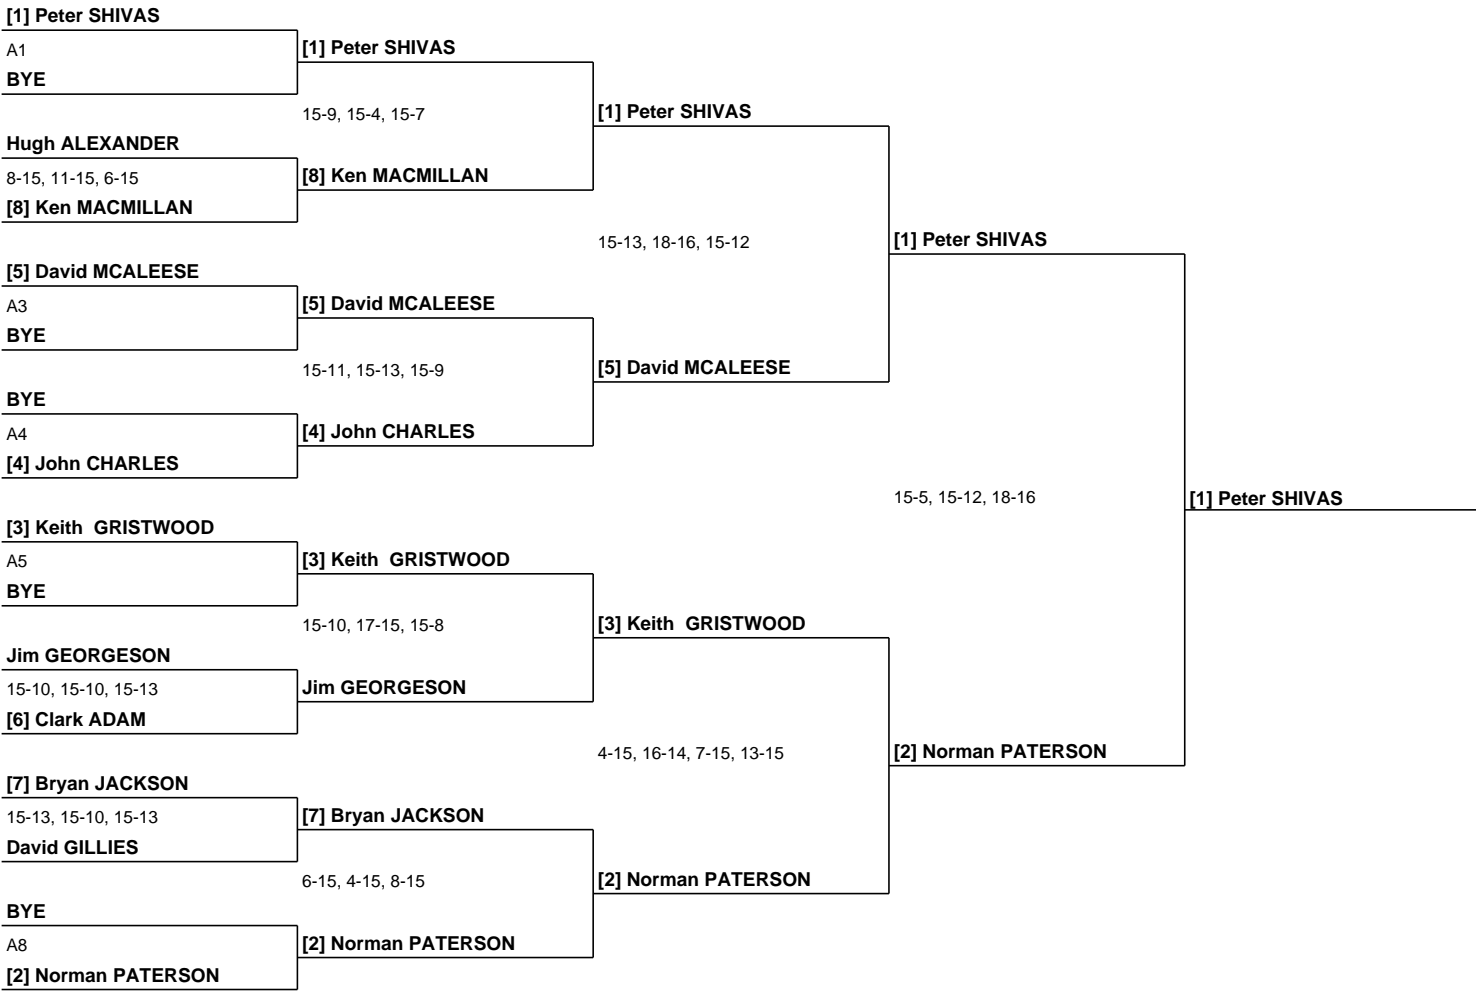 [1] Peter SHIVAS
A1
BYE
[1] Peter SHIVAS
15-9, 15-4, 15-7
Hugh ALEXANDER
8-15, 11-15, 6-15
[8] Ken MACMILLAN
[8] Ken MACMILLAN
[1] Peter SHIVAS
15-13, 18-16, 15-12
[5] David MCALEESE
A3
BYE
[5] David MCALEESE
15-11, 15-13, 15-9
BYE
A4
[4] John CHARLES
[4] John CHARLES
[5] David MCALEESE
[1] Peter SHIVAS
15-5, 15-12, 18-16
[1] Peter SHIVAS
[3] Keith  GRISTWOOD
A5
BYE
[3] Keith  GRISTWOOD
15-10, 17-15, 15-8
Jim GEORGESON
15-10, 15-10, 15-13
[6] Clark ADAM
Jim GEORGESON
[3] Keith  GRISTWOOD
4-15, 16-14, 7-15, 13-15
[2] Norman PATERSON
[7] Bryan JACKSON
15-13, 15-10, 15-13
David GILLIES
[7] Bryan JACKSON
6-15, 4-15, 8-15
[2] Norman PATERSON
BYE
A8
[2] Norman PATERSON
[2] Norman PATERSON